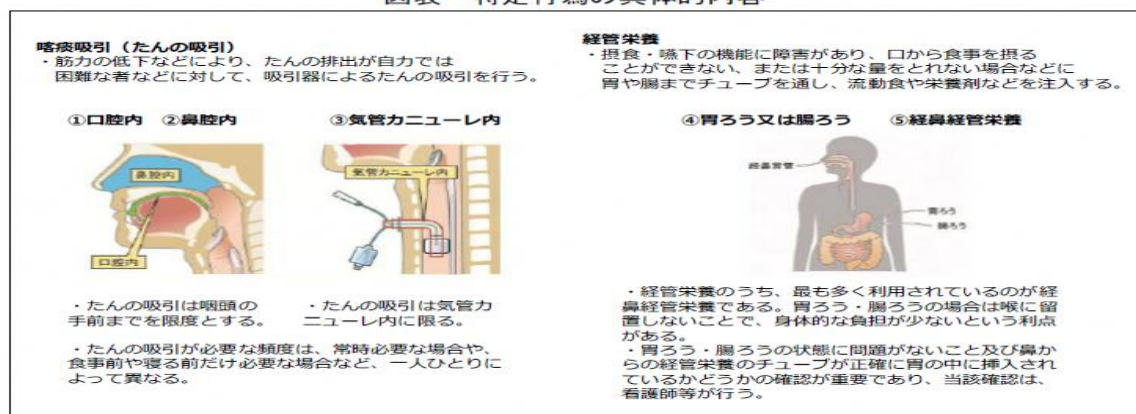 図表 特定行為の具体的内容
喀痰吸引（たんの吸引）
・筋力の低下などにより、たんの排出が自力では
困難な者などに対して、吸引器によるたんの吸引を行う。
①口腔内 ②鼻腔内
③気管カニューレ内
鼻腔内
口腔内
気管カニューレ内
・たんの吸引は咽頭の
手前までを限度とする。
・たんの吸引は気管カ
ニューレ内に限る。
・たんの吸引が必要な頻度は、常時必要な場合や、
食事前や寝る前だけ必要な場合など、一人ひとりに
よって異なる。
経管栄養
・摂食・嚥下の機能に障害があり、口から食事を摂る
ことができない、または十分な量をとれない場合などに
胃や腸までチューブを通し、流動食や栄養剤などを注入する。
④胃ろう又は腸ろう ⑤経鼻経管栄養
経鼻胃管
胃ろう
腸ろう
・経管栄養のうち、最も多く利用されているのが経
鼻経管栄養である。胃ろう・腸ろうの場合は喉に留
置しないことで、身体的な負担が少ないという利点
がある。
・胃ろう・腸ろうの状態に問題がないこと及び鼻か
らの経管栄養のチューブが正確に胃の中に挿入され
ているかどうかの確認が重要であり、当該確認は、
看護師等が行う。